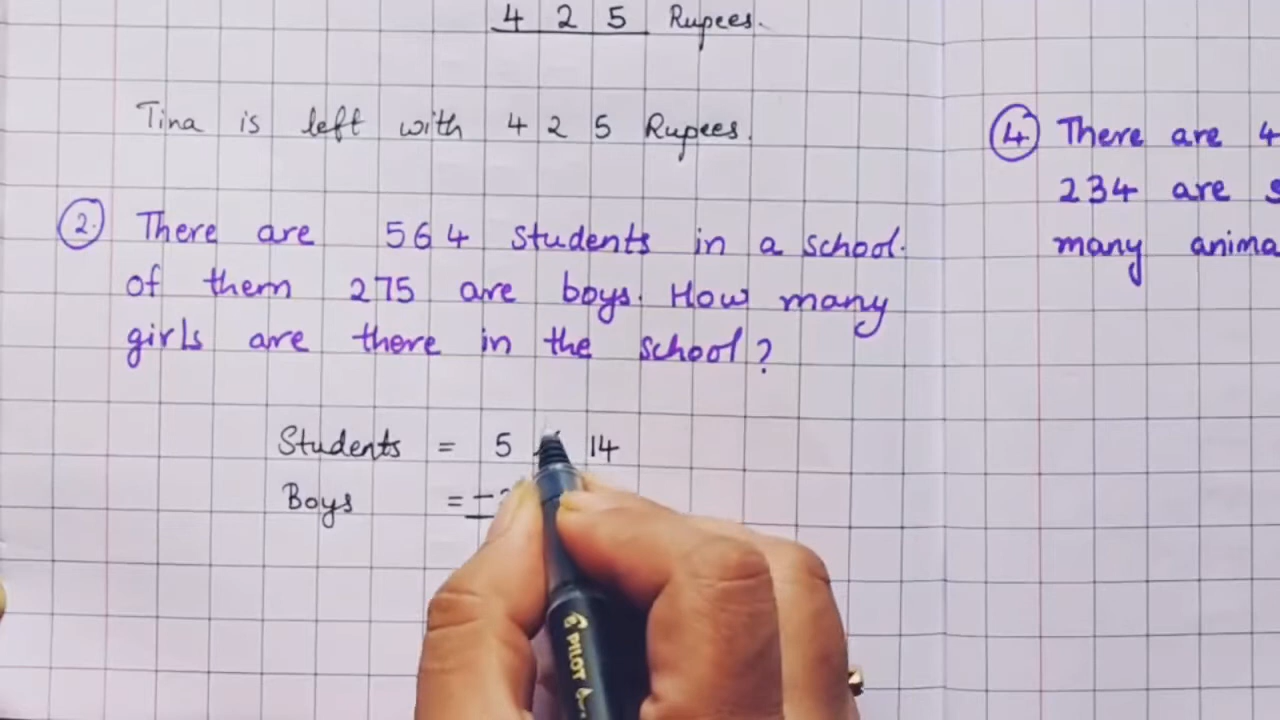 4 2 5 Rupees.
Tina is left with 4 2 5 Rupees.
2. There are 564 students in a school.
of them 275 are boys. How many
girls are there in the school?
Students = 5 14
Boys = -
4 There are 4
234 are s
many anima
PILOT